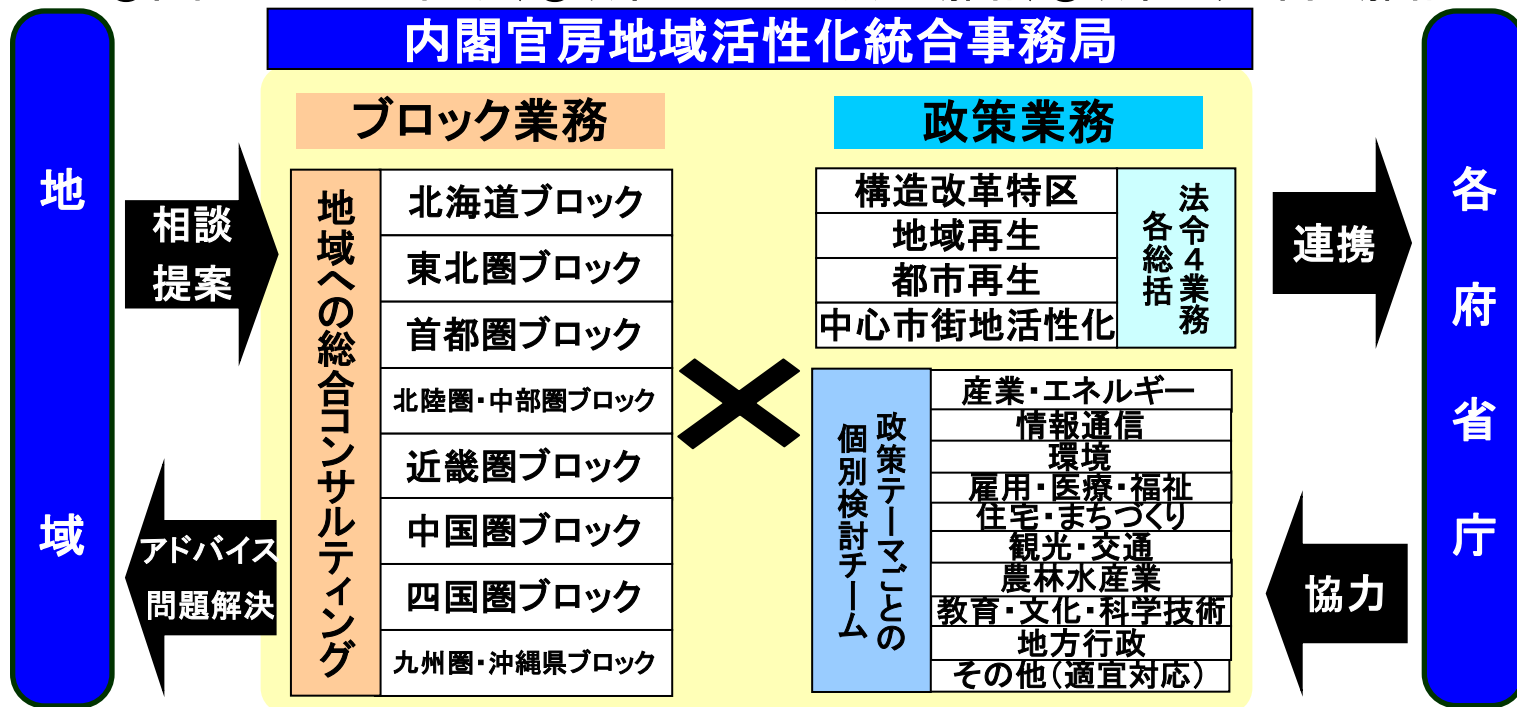 内閣官房地域活性化統合事務局
地域
相談
提案
アドバイス
問題解決
ブロック業務
地域への総合コンサルティング
北海道ブロック
東北圏ブロック
首都圏ブロック
北陸圏・中部圏ブロック
近畿圏ブロック
中国圏ブロック
四国圏ブロック
九州圏・沖縄県ブロック
政策業務
構造改革特区
地域再生
都市再生
中心市街地活性化
法令4業務
各総括
政策テーマごとの
個別検討チーム
産業・エネルギー
情報通信
環境
雇用・医療・福祉
住宅・まちづくり
観光・交通
農林水産業
教育・文化・科学技術
地方行政
その他(適宜対応)
連携
協力
各府省庁